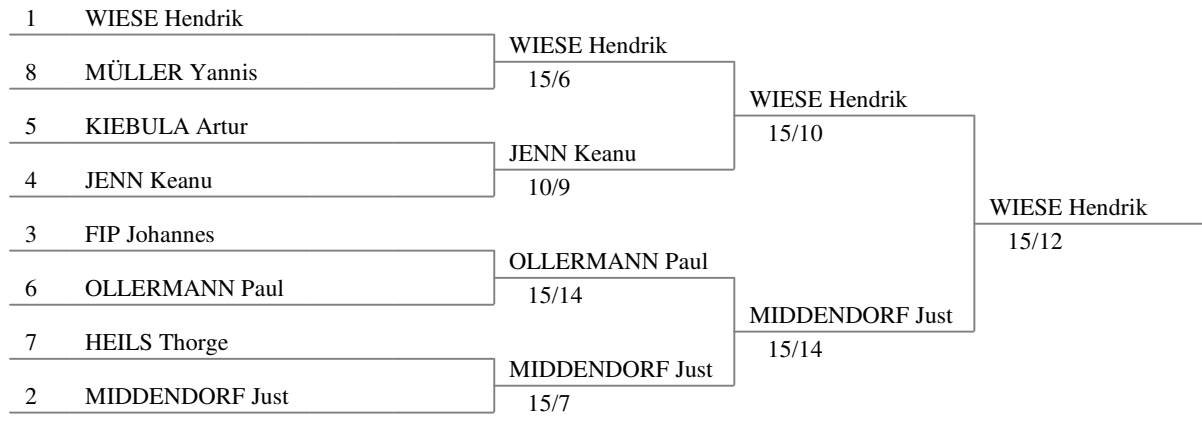 1 WIESE Hendrik
WIESE Hendrik
8 MÜLLER Yannis
15/6
WIESE Hendrik
5 KIEBULA Artur
15/10
JENN Keanu
4 JENN Keanu
10/9
WIESE Hendrik
3 FIP Johannes
15/12
OLLERMANN Paul
6 OLLERMANN Paul
15/14
MIDDENDORF Just
7 HEILS Thorge
15/14
MIDDENDORF Just
2 MIDDENDORF Just
15/7